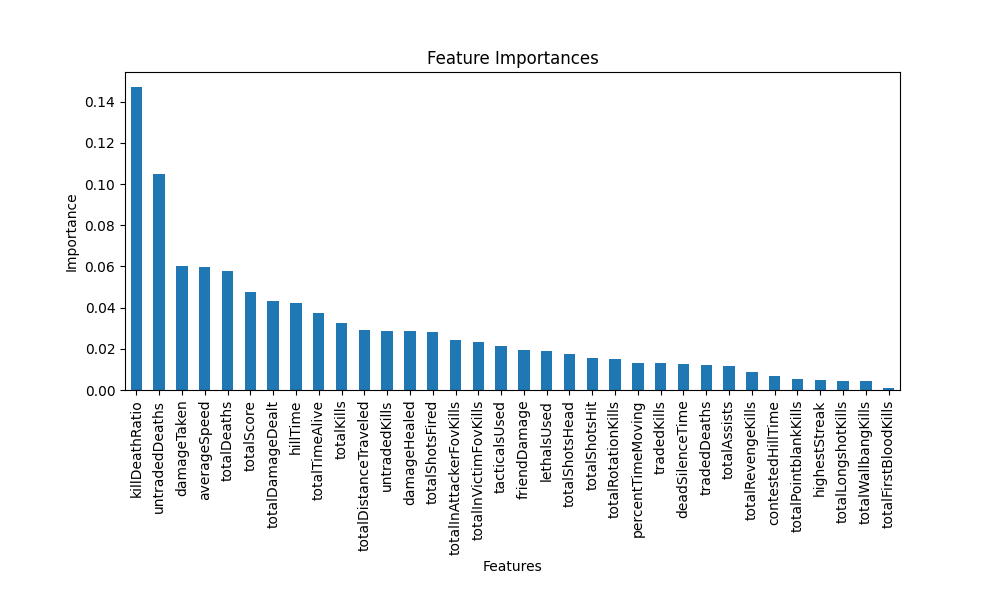 Feature Importances
Importance
0.14
0.12
0.10
0.08
0.06
0.04
0.02
0.00
killDeathRatio
untradedDeaths
damageTaken
averageSpeed
totalDeaths
totalScore
totalDamageDealt
hillTime
totalTimeAlive
totalKills
totalDistanceTraveled
untradedKills
damageHealed
totalShotsFired
totalInAttackerFovKills
totalInVictimFovKills
tacticalsUsed
friendDamage
lethalsUsed
totalShotsHead
totalShotsHit
totalRotationKills
percentTimeMoving
tradedKills
deadSilenceTime
tradedDeaths
totalAssists
totalRevengeKills
contestedHillTime
totalPointblankKills
highestStreak
totalLongshotKills
totalWallbangKills
totalFirstBloodKills
Features